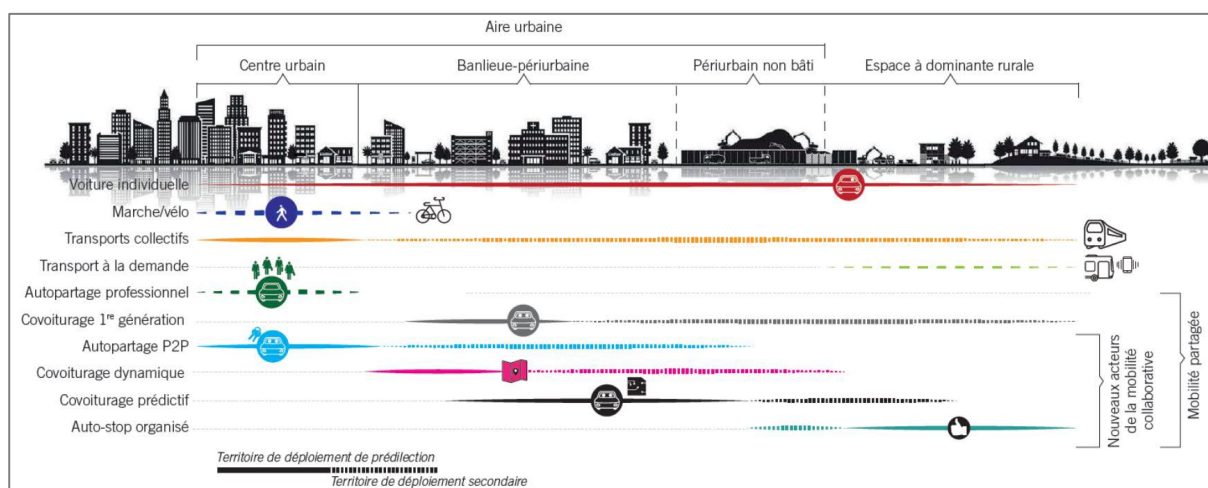 Aire urbaine
Centre urbain
Banlieue-périurbaine
Périurbain non bâti
Espace à dominante rurale
Voiture individuelle
Marche/vélo
Transports collectifs
Transport à la demande
Autopartage professionnel
Covoiturage 1re génération
Autopartage P2P
Covoiturage dynamique
Covoiturage prédictif
Auto-stop organisé
Nouveaux acteurs
de la mobilité
collaborative
Mobilité partagée
Territoire de déploiement de prédilection
Territoire de déploiement secondaire